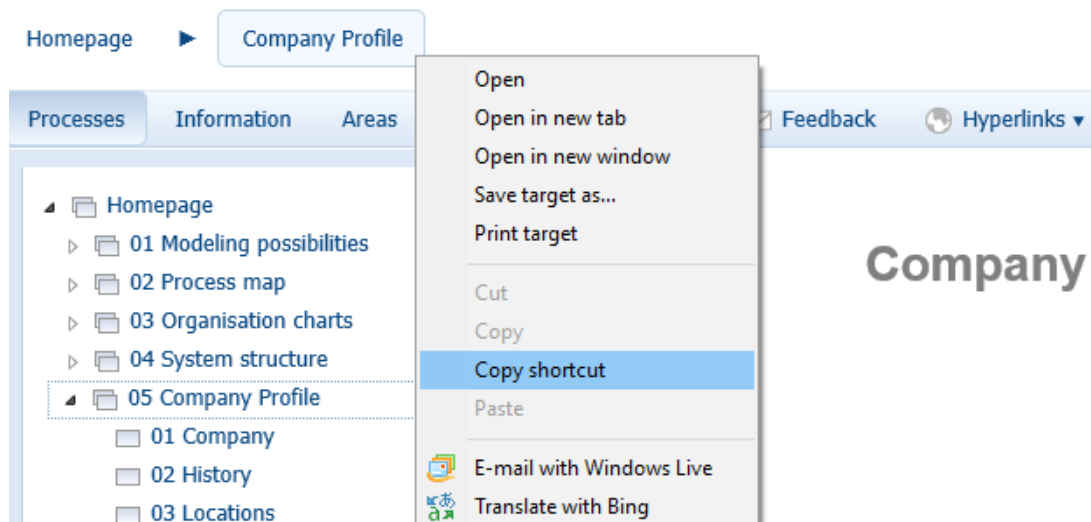 Homepage ▶ Company Profile
Processes Information Areas Feedback Hyperlinks ▾
Homepage
01 Modeling possibilities
02 Process map
03 Organisation charts
04 System structure
05 Company Profile
01 Company
02 History
03 Locations
Open
Open in new tab
Open in new window
Save target as...
Print target
Cut
Copy
Copy shortcut
Paste
E-mail with Windows Live
Translate with Bing
Company